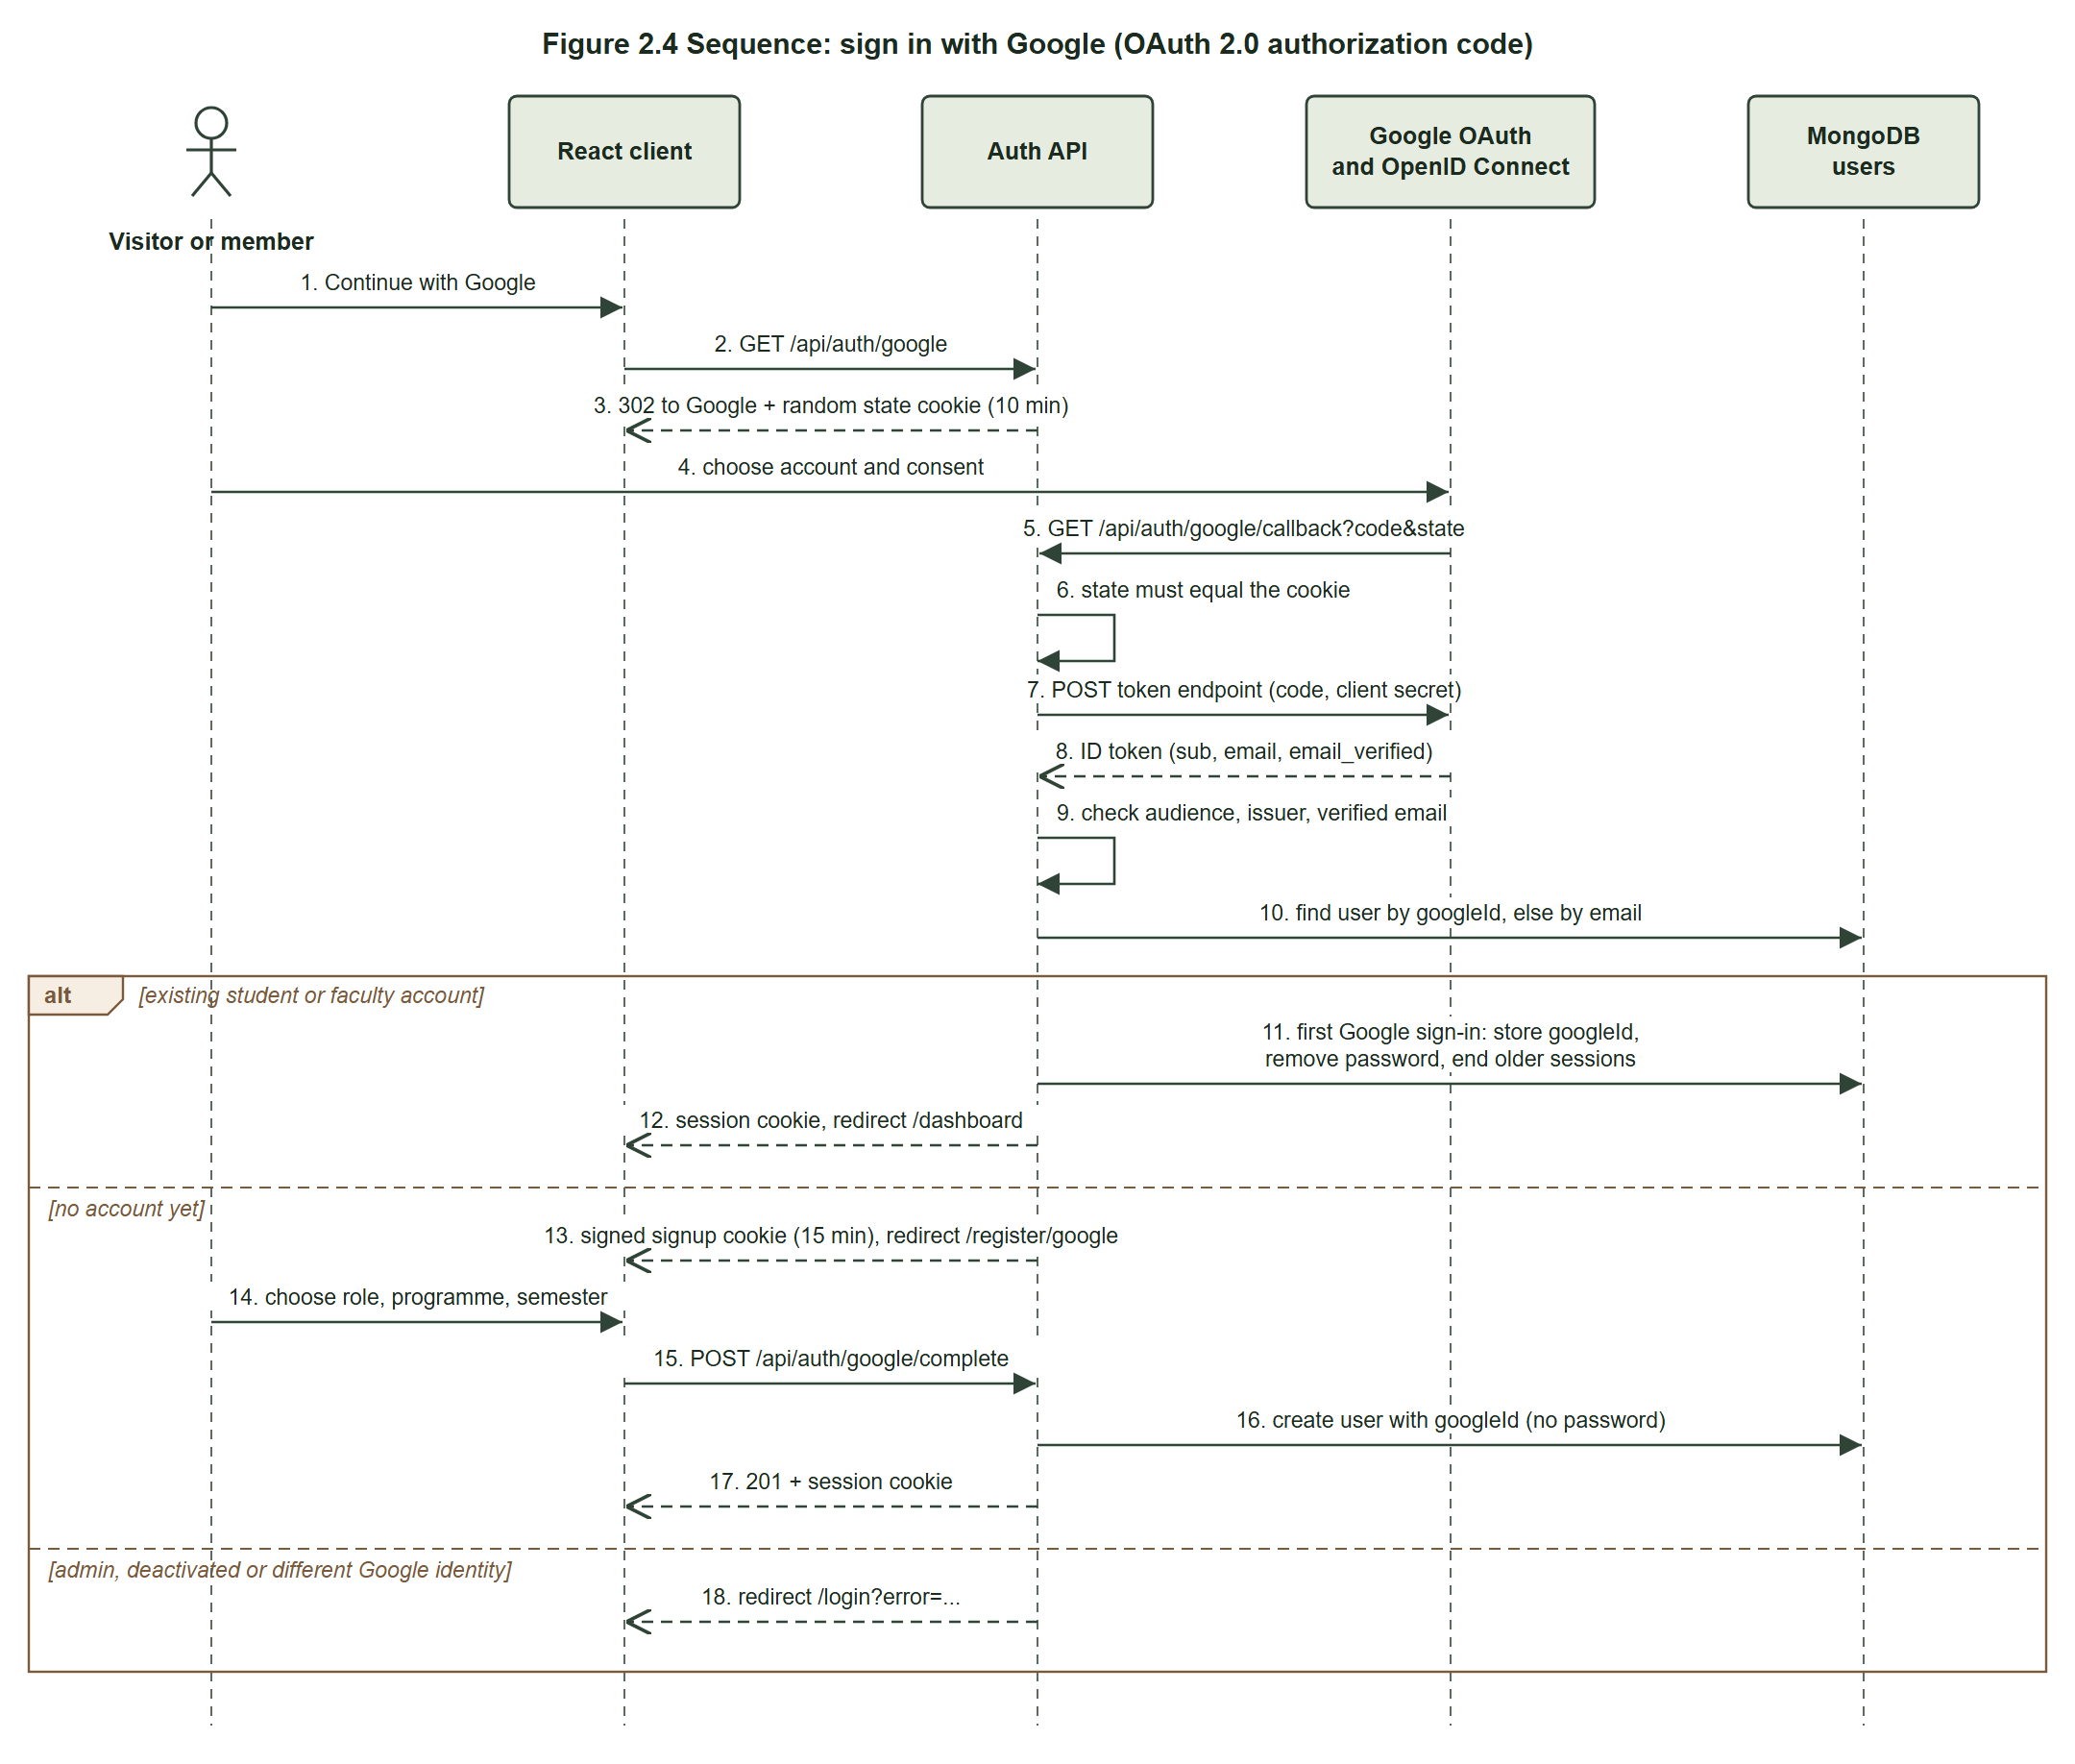 Figure 2.4 Sequence: sign in with Google (OAuth 2.0 authorization code)
React client
Auth API
Google OAuth
and OpenID Connect
MongoDB
users
Visitor or member
1. Continue with Google
2. GET /api/auth/google
3. 302 to Google + random state cookie (10 min)
4. choose account and consent
5. GET /api/auth/google/callback?code&state
6. state must equal the cookie
7. POST token endpoint (code, client secret)
8. ID token (sub, email, email_verified)
9. check audience, issuer, verified email
10. find user by googleId, else by email
alt
[existing student or faculty account]
11. first Google sign-in: store googleId,
remove password, end older sessions
12. session cookie, redirect /dashboard
[no account yet]
13. signed signup cookie (15 min), redirect /register/google
14. choose role, programme, semester
15. POST /api/auth/google/complete
16. create user with googleId (no password)
17. 201 + session cookie
[admin, deactivated or different Google identity]
18. redirect /login?error=...